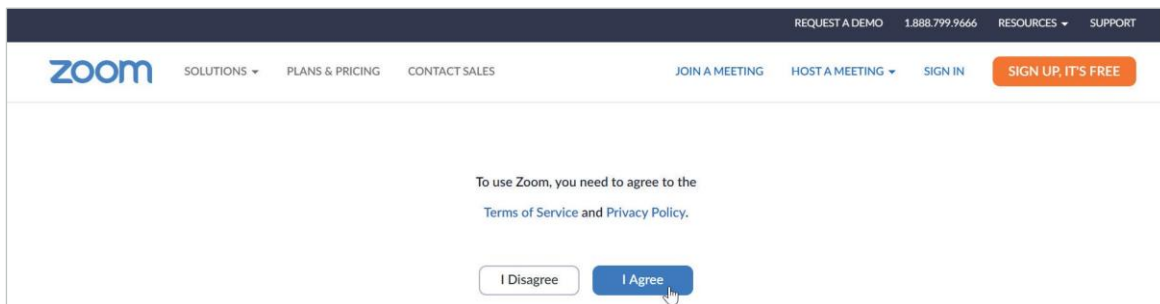 REQUEST A DEMO 1.888.799.9666 RESOURCES SUPPORT
zoom SOLUTIONS PLANS & PRICING CONTACT SALES JOIN A MEETING HOST A MEETING SIGN IN SIGN UP, IT'S FREE
To use Zoom, you need to agree to the
Terms of Service and Privacy Policy.
I Disagree I Agree